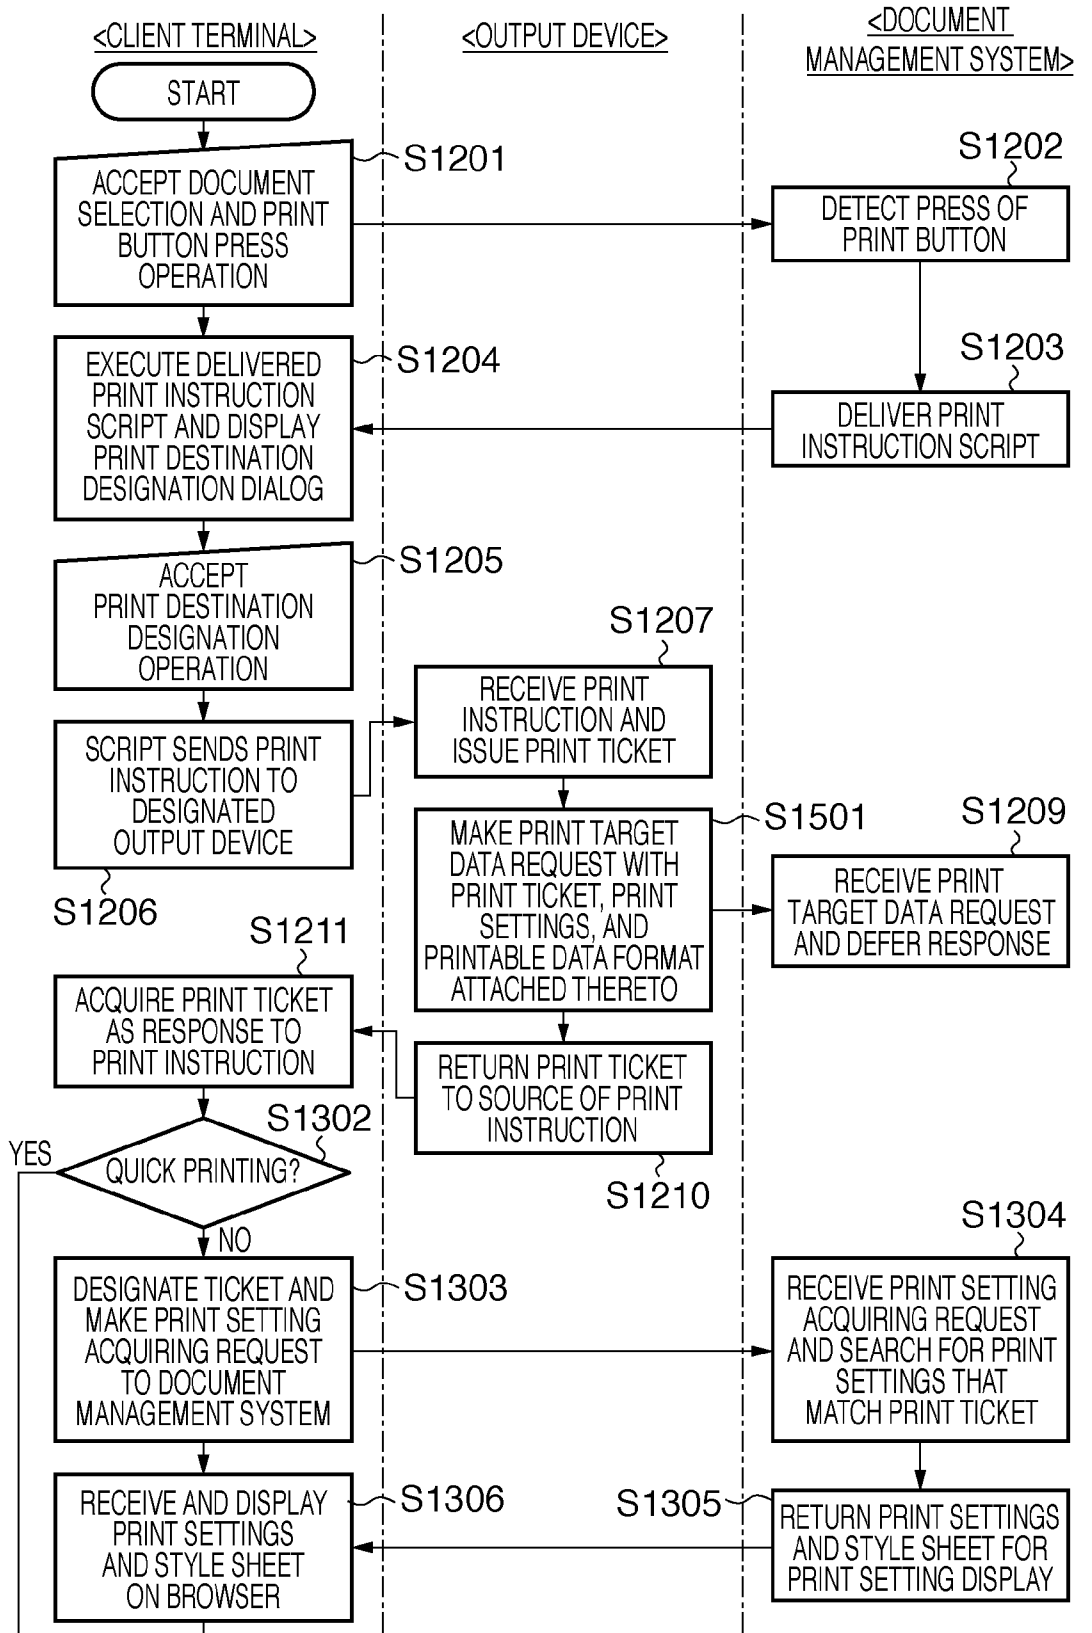 <CLIENT TERMINAL>
<OUTPUT DEVICE>
<DOCUMENT
MANAGEMENT SYSTEM>
START
S1201
ACCEPT DOCUMENT
SELECTION AND PRINT
BUTTON PRESS
OPERATION
S1202
DETECT PRESS OF
PRINT BUTTON
S1203
DELIVER PRINT
INSTRUCTION SCRIPT
S1204
EXECUTE DELIVERED
PRINT INSTRUCTION
SCRIPT AND DISPLAY
PRINT DESTINATION
DESIGNATION DIALOG
S1205
ACCEPT
PRINT DESTINATION
DESIGNATION
OPERATION
SCRIPT SENDS PRINT
INSTRUCTION TO
DESIGNATED
OUTPUT DEVICE
S1206
S1207
RECEIVE PRINT
INSTRUCTION AND
ISSUE PRINT TICKET
S1501
MAKE PRINT TARGET
DATA REQUEST WITH
PRINT TICKET, PRINT
SETTINGS, AND
PRINTABLE DATA FORMAT
ATTACHED THERETO
S1209
RECEIVE PRINT
TARGET DATA REQUEST
AND DEFER RESPONSE
RETURN PRINT TICKET
TO SOURCE OF PRINT
INSTRUCTION
S1210
S1211
ACQUIRE PRINT TICKET
AS RESPONSE TO
PRINT INSTRUCTION
S1302
YES
QUICK PRINTING?
NO
S1303
DESIGNATE TICKET AND
MAKE PRINT SETTING
ACQUIRING REQUEST
TO DOCUMENT
MANAGEMENT SYSTEM
S1304
RECEIVE PRINT SETTING
ACQUIRING REQUEST
AND SEARCH FOR PRINT
SETTINGS THAT
MATCH PRINT TICKET
S1305
RETURN PRINT SETTINGS
AND STYLE SHEET FOR
PRINT SETTING DISPLAY
S1306
RECEIVE AND DISPLAY
PRINT SETTINGS
AND STYLE SHEET
ON BROWSER